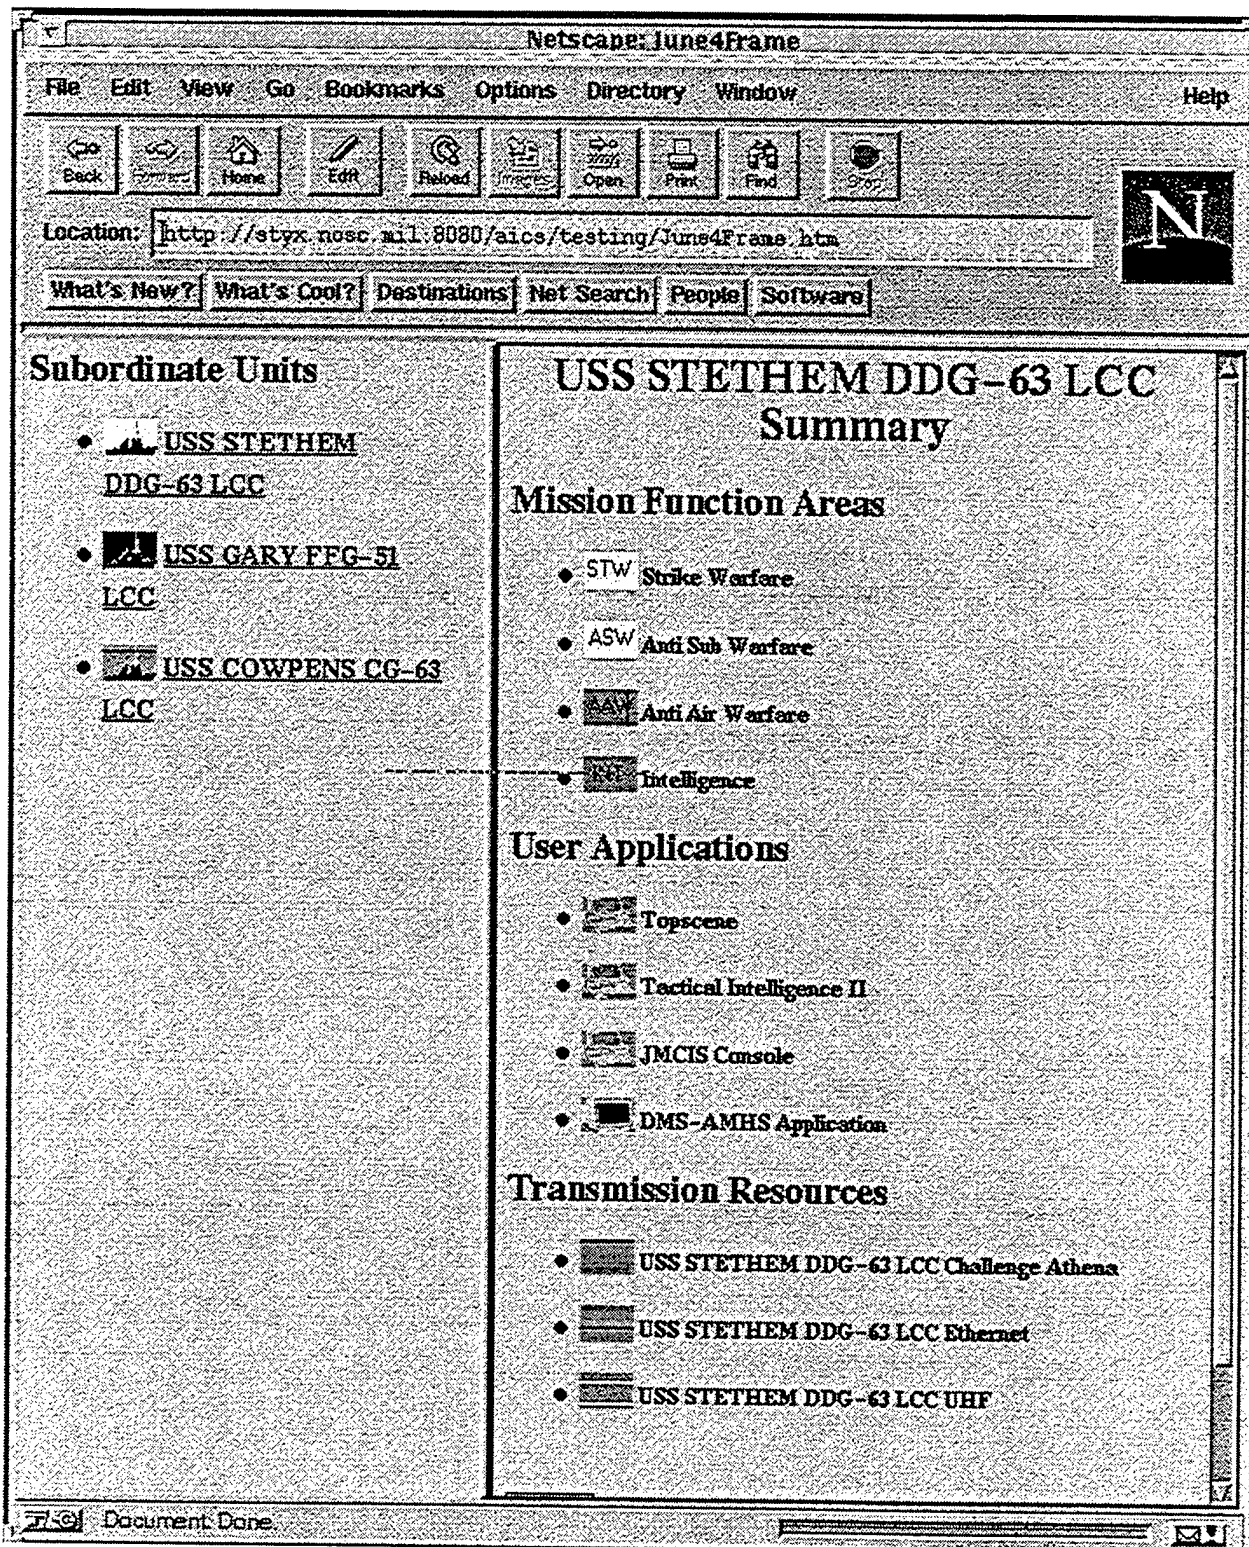 Netscape: June4Frame
File Edit View Go Bookmarks Options Directory Window Help
Back Forward Home Edit Reload Images Open Print Find Stop
N
Location: http://styx.nosc.mil:8080/aics/testing/June4Frame.htm
What's New? What's Cool? Destinations Net Search People Software
Subordinate Units
USS STETHEM
DDG-63 LCC
USS GARY FFG-51
LCC
USS COWPENS CG-63
LCC
USS STETHEM DDG-63 LCC
Summary
Mission Function Areas
STW Strike Warfare
ASW Anti Sub Warfare
AAW Anti Air Warfare
INT Intelligence
User Applications
Topscene
Tactical Intelligence II
JMCIS Console
DMS-AMHS Application
Transmission Resources
USS STETHEM DDG-63 LCC Challenge Athena
USS STETHEM DDG-63 LCC Ethernet
USS STETHEM DDG-63 LCC UHF
Document: Done.